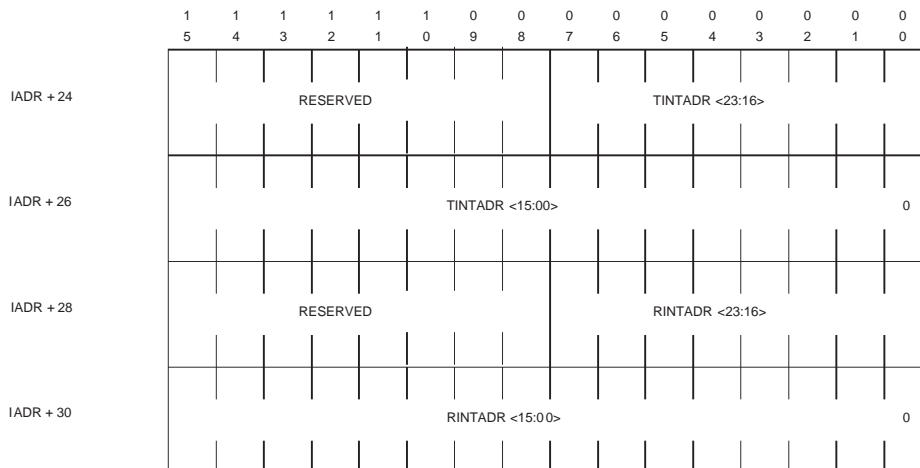 1 1 1 1 1 1 0 0 0 0 0 0 0 0 0 0
5 4 3 2 1 0 9 8 7 6 5 4 3 2 1 0
IADR + 24 RESERVED TINTADR <23:16>
IADR + 26 TINTADR <15:00> 0
IADR + 28 RESERVED RINTADR <23:16>
IADR + 30 RINTADR <15:00> 0